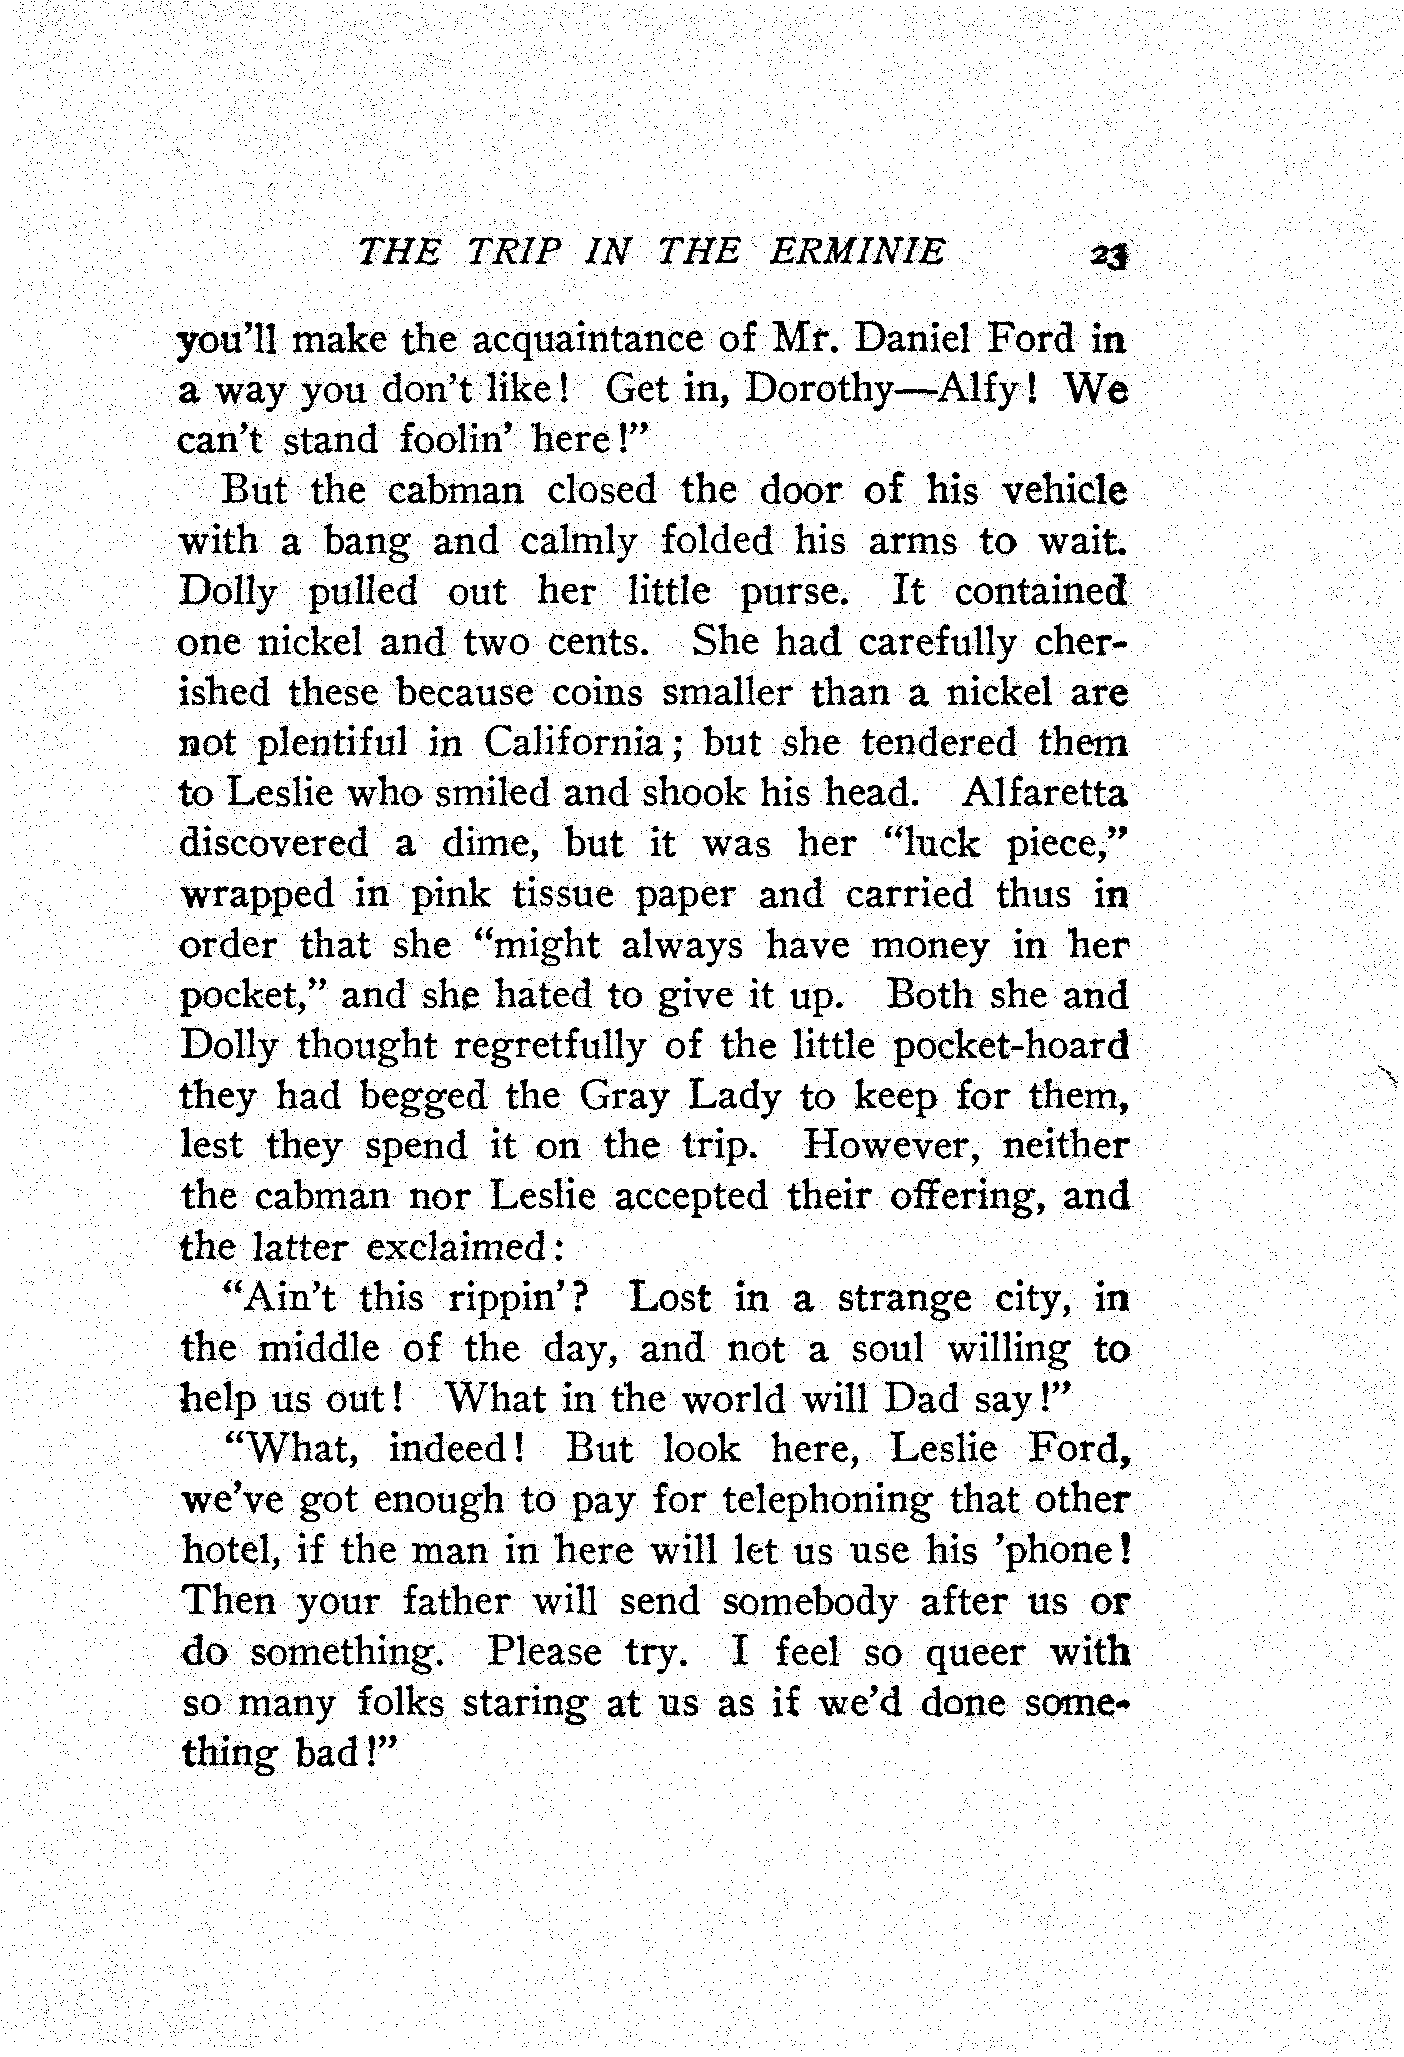 THE TRIP IN THE ERMINIE 23
you'll make the acquaintance of Mr. Daniel Ford in
a way you don't like! Get in, Dorothy—Alfy! We
can't stand foolin' here!"
But the cabman closed the door of his vehicle
with a bang and calmly folded his arms to wait.
Dolly pulled out her little purse. It contained
one nickel and two cents. She had carefully cher-
ished these because coins smaller than a nickel are
not plentiful in California; but she tendered them
to Leslie who smiled and shook his head. Alfaretta
discovered a dime, but it was her "luck piece,"
wrapped in pink tissue paper and carried thus in
order that she "might always have money in her
pocket," and she hated to give it up. Both she and
Dolly thought regretfully of the little pocket-hoard
they had begged the Gray Lady to keep for them,
lest they spend it on the trip. However, neither
the cabman nor Leslie accepted their offering, and
the latter exclaimed:
"Ain't this rippin'? Lost in a strange city, in
the middle of the day, and not a soul willing to
help us out! What in the world will Dad say!"
"What, indeed! But look here, Leslie Ford,
we've got enough to pay for telephoning that other
hotel, if the man in here will let us use his 'phone!
Then your father will send somebody after us or
do something. Please try. I feel so queer with
so many folks staring at us as if we'd done some-
thing bad!"